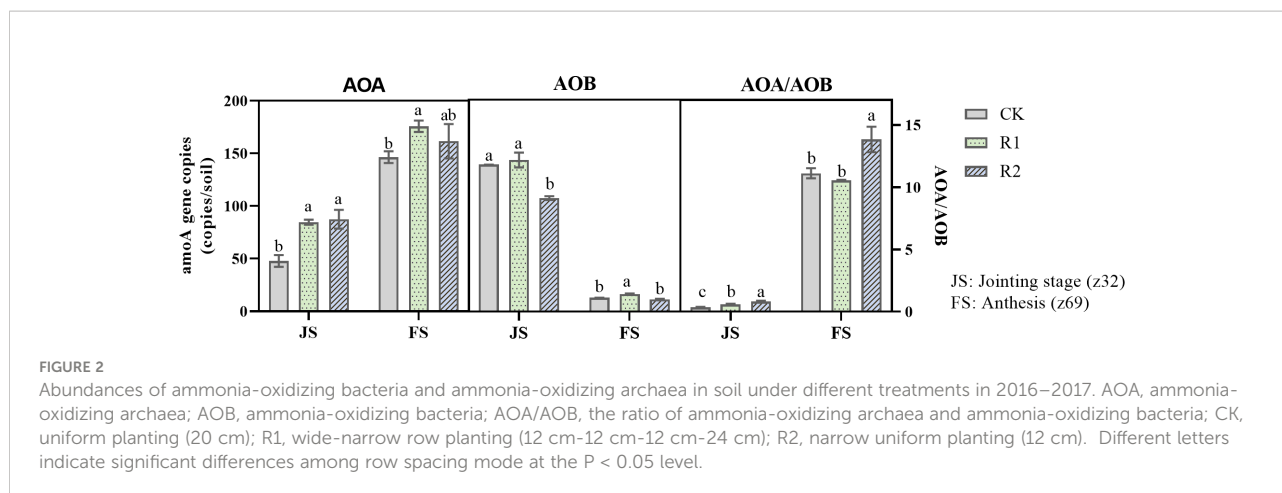 AOA AOB AOA/AOB
200
150
100
50
0
amoA gene copies
(copies/soil)
b a a b a ab
a a b b a b
c b a b b a
JS FS JS FS JS FS
15
10
5
0
AOA/AOB
CK
R1
R2
JS: Jointing stage (z32)
FS: Anthesis (z69)
FIGURE 2
Abundances of ammonia-oxidizing bacteria and ammonia-oxidizing archaea in soil under different treatments in 2016–2017. AOA, ammonia-
oxidizing archaea; AOB, ammonia-oxidizing bacteria; AOA/AOB, the ratio of ammonia-oxidizing archaea and ammonia-oxidizing bacteria; CK,
uniform planting (20 cm); R1, wide-narrow row planting (12 cm-12 cm-12 cm-24 cm); R2, narrow uniform planting (12 cm). Different letters
indicate significant differences among row spacing mode at the P < 0.05 level.